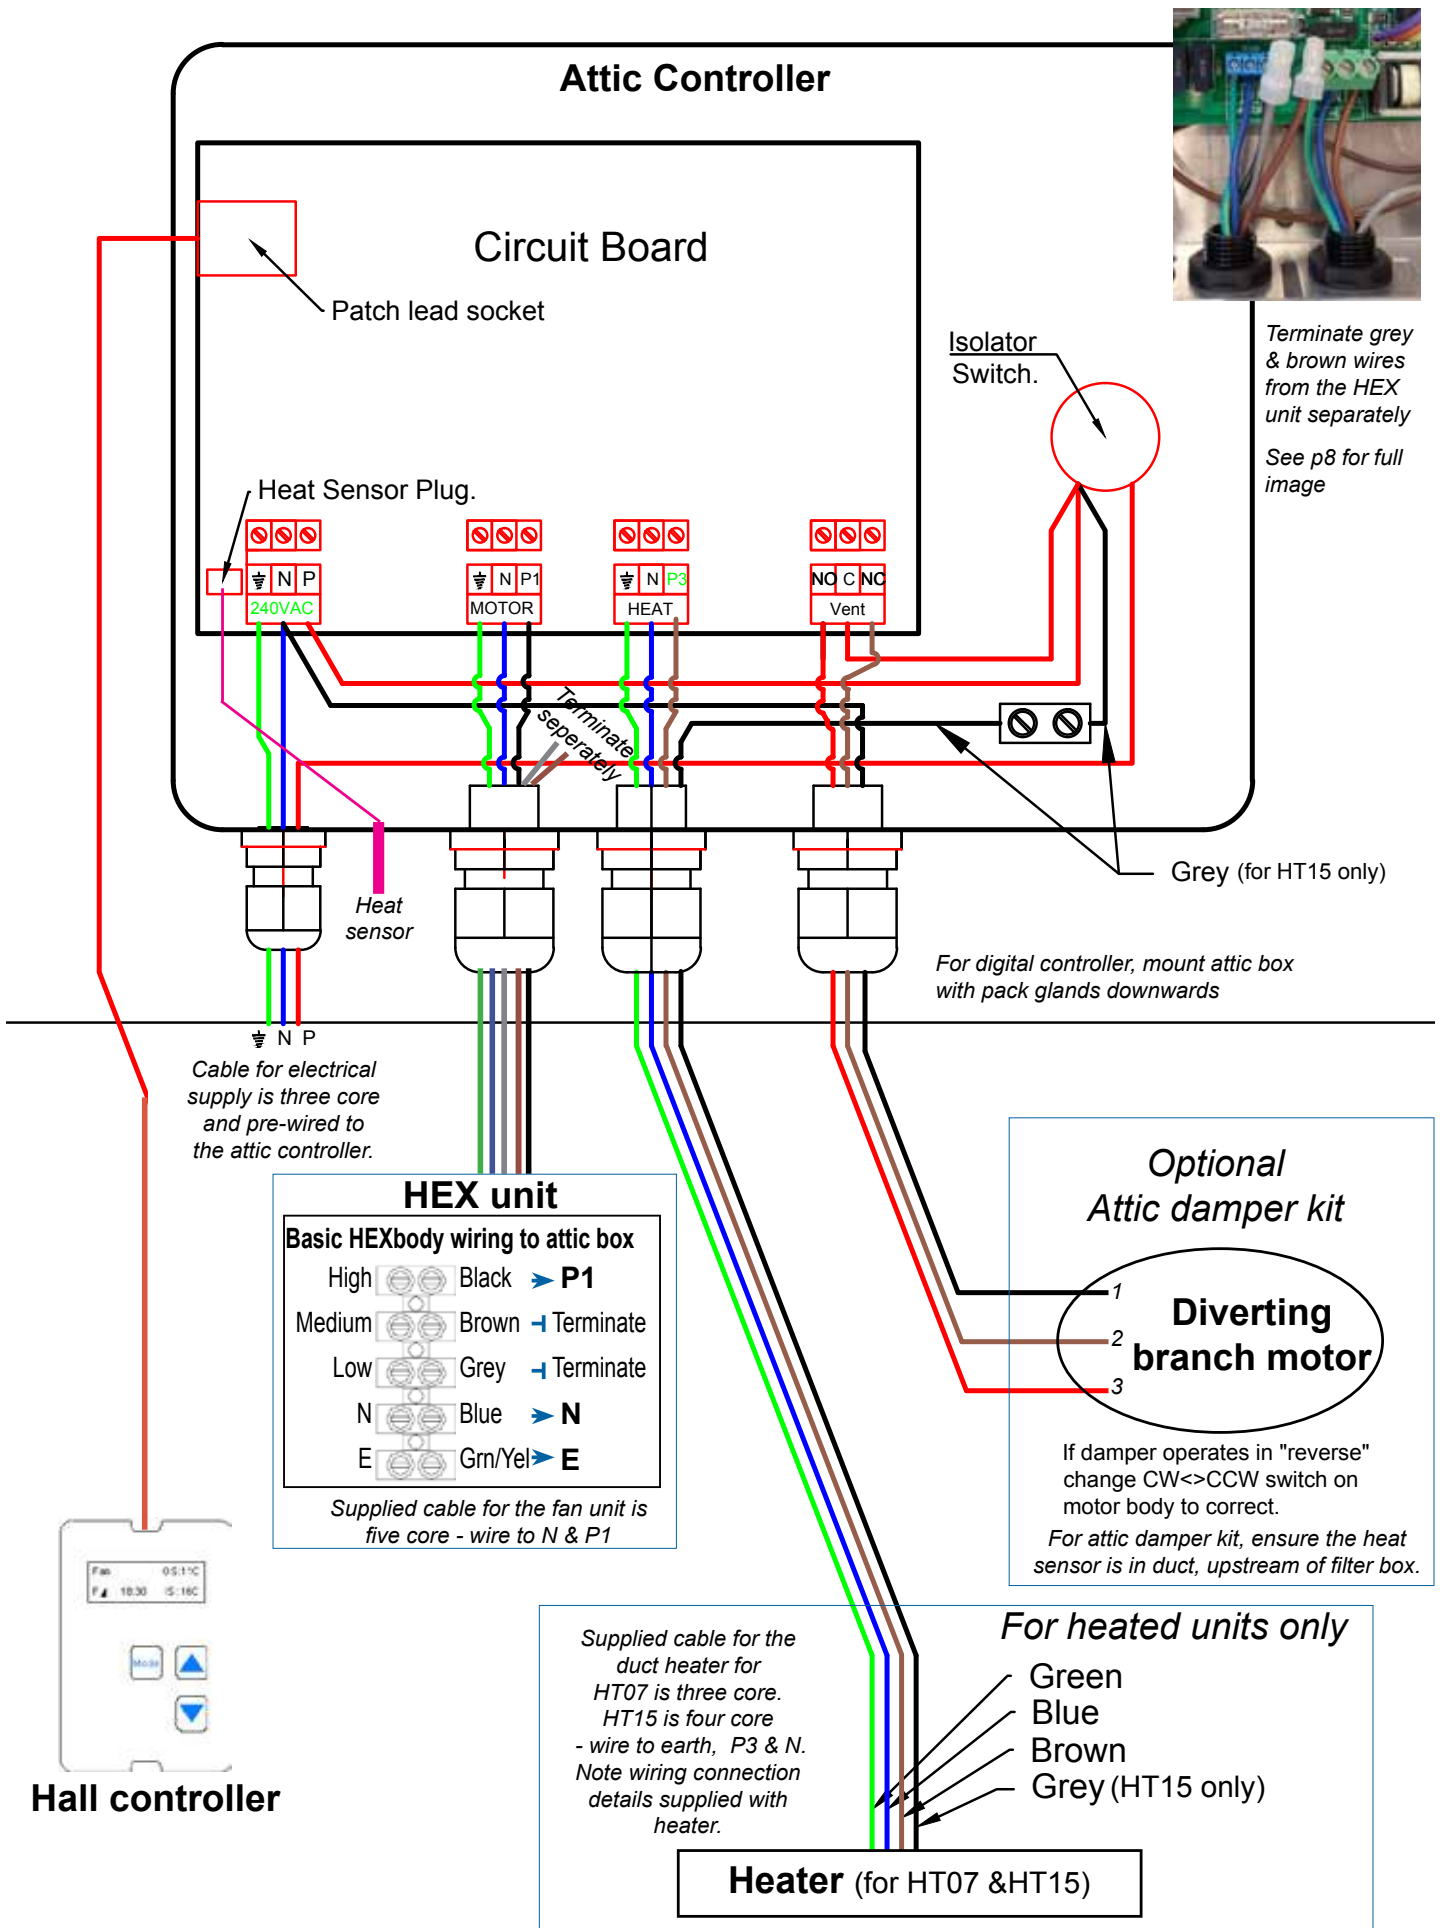 Attic Controller
Circuit Board
Patch lead socket
Isolator
Switch.
Terminate grey
& brown wires
from the HEX
unit separately
See p8 for full
image
Heat Sensor Plug.
N P
240VAC
N P1
MOTOR
N P3
HEAT
NO C NC
Vent
Terminate
seperately
Grey (for HT15 only)
Heat
sensor
For digital controller, mount attic box
with pack glands downwards
N P
Cable for electrical
supply is three core
and pre-wired to
the attic controller.
HEX unit
Basic HEXbody wiring to attic box
High Black P1
Medium Brown Terminate
Low Grey Terminate
N Blue N
E Grn/Yel E
Supplied cable for the fan unit is
five core - wire to N & P1
Optional
Attic damper kit
1
2
3
Diverting
branch motor
If damper operates in "reverse"
change CW<>CCW switch on
motor body to correct.
For attic damper kit, ensure the heat
sensor is in duct, upstream of filter box.
Fan OS:1°C
F 18:30 IS:16C
Mode
Hall controller
For heated units only
Supplied cable for the
duct heater for
HT07 is three core.
HT15 is four core
- wire to earth, P3 & N.
Note wiring connection
details supplied with
heater.
Green
Blue
Brown
Grey (HT15 only)
Heater (for HT07 &HT15)